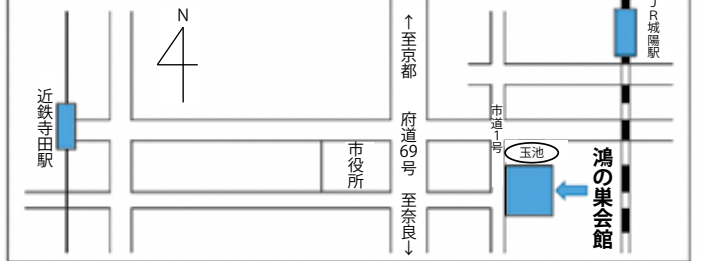 N
近鉄寺田駅
市役所
↑至京都
府道69号
至奈良↓
市道1号
玉池
鴻の巣会館
JR城陽駅